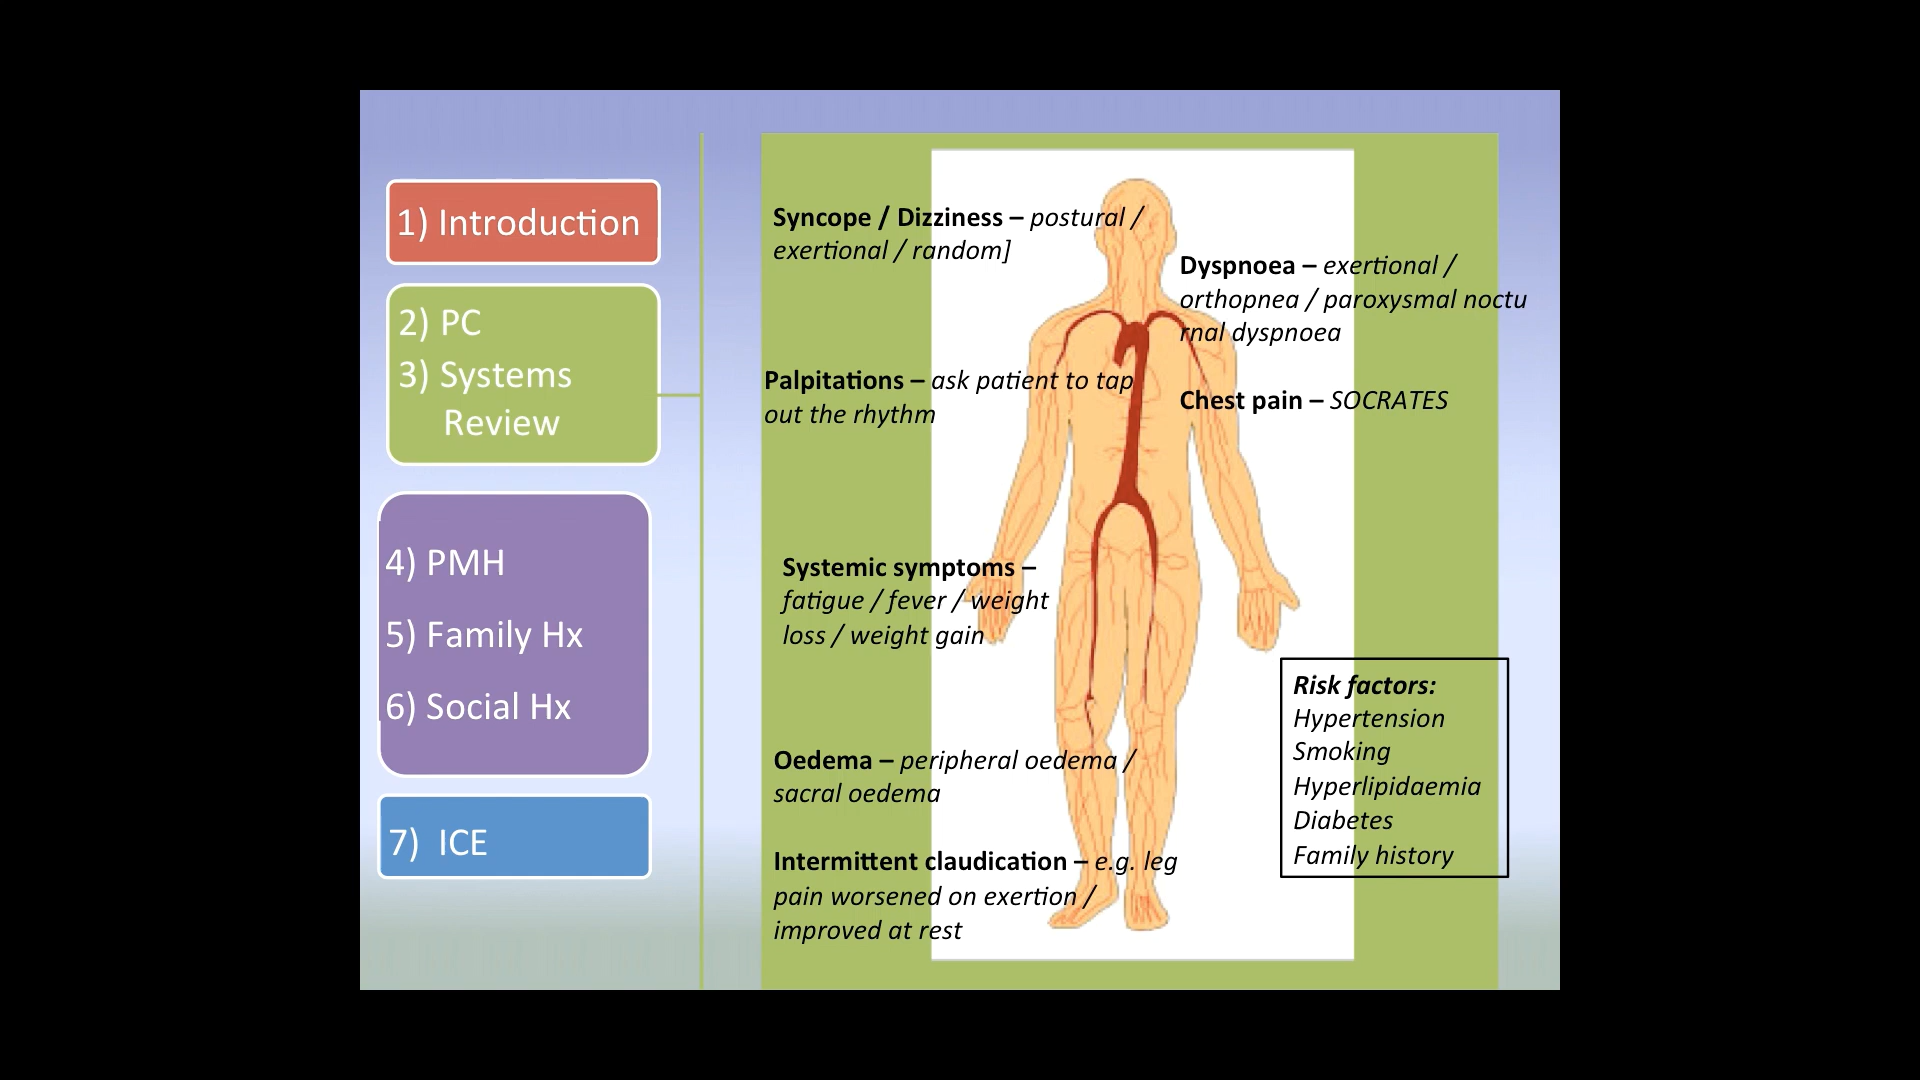 1) Introduction
2) PC
3) Systems
Review
4) PMH
5) Family Hx
6) Social Hx
7) ICE
Syncope / Dizziness – postural /
exertional / random]
Dyspnoea – exertional /
orthopnea / paroxysmal noctu
rnal dyspnoea
Palpitations – ask patient to tap
out the rhythm
Chest pain – SOCRATES
Systemic symptoms –
fatigue / fever / weight
loss / weight gain
Oedema – peripheral oedema /
sacral oedema
Intermittent claudication – e.g. leg
pain worsened on exertion /
improved at rest
Risk factors:
Hypertension
Smoking
Hyperlipidaemia
Diabetes
Family history